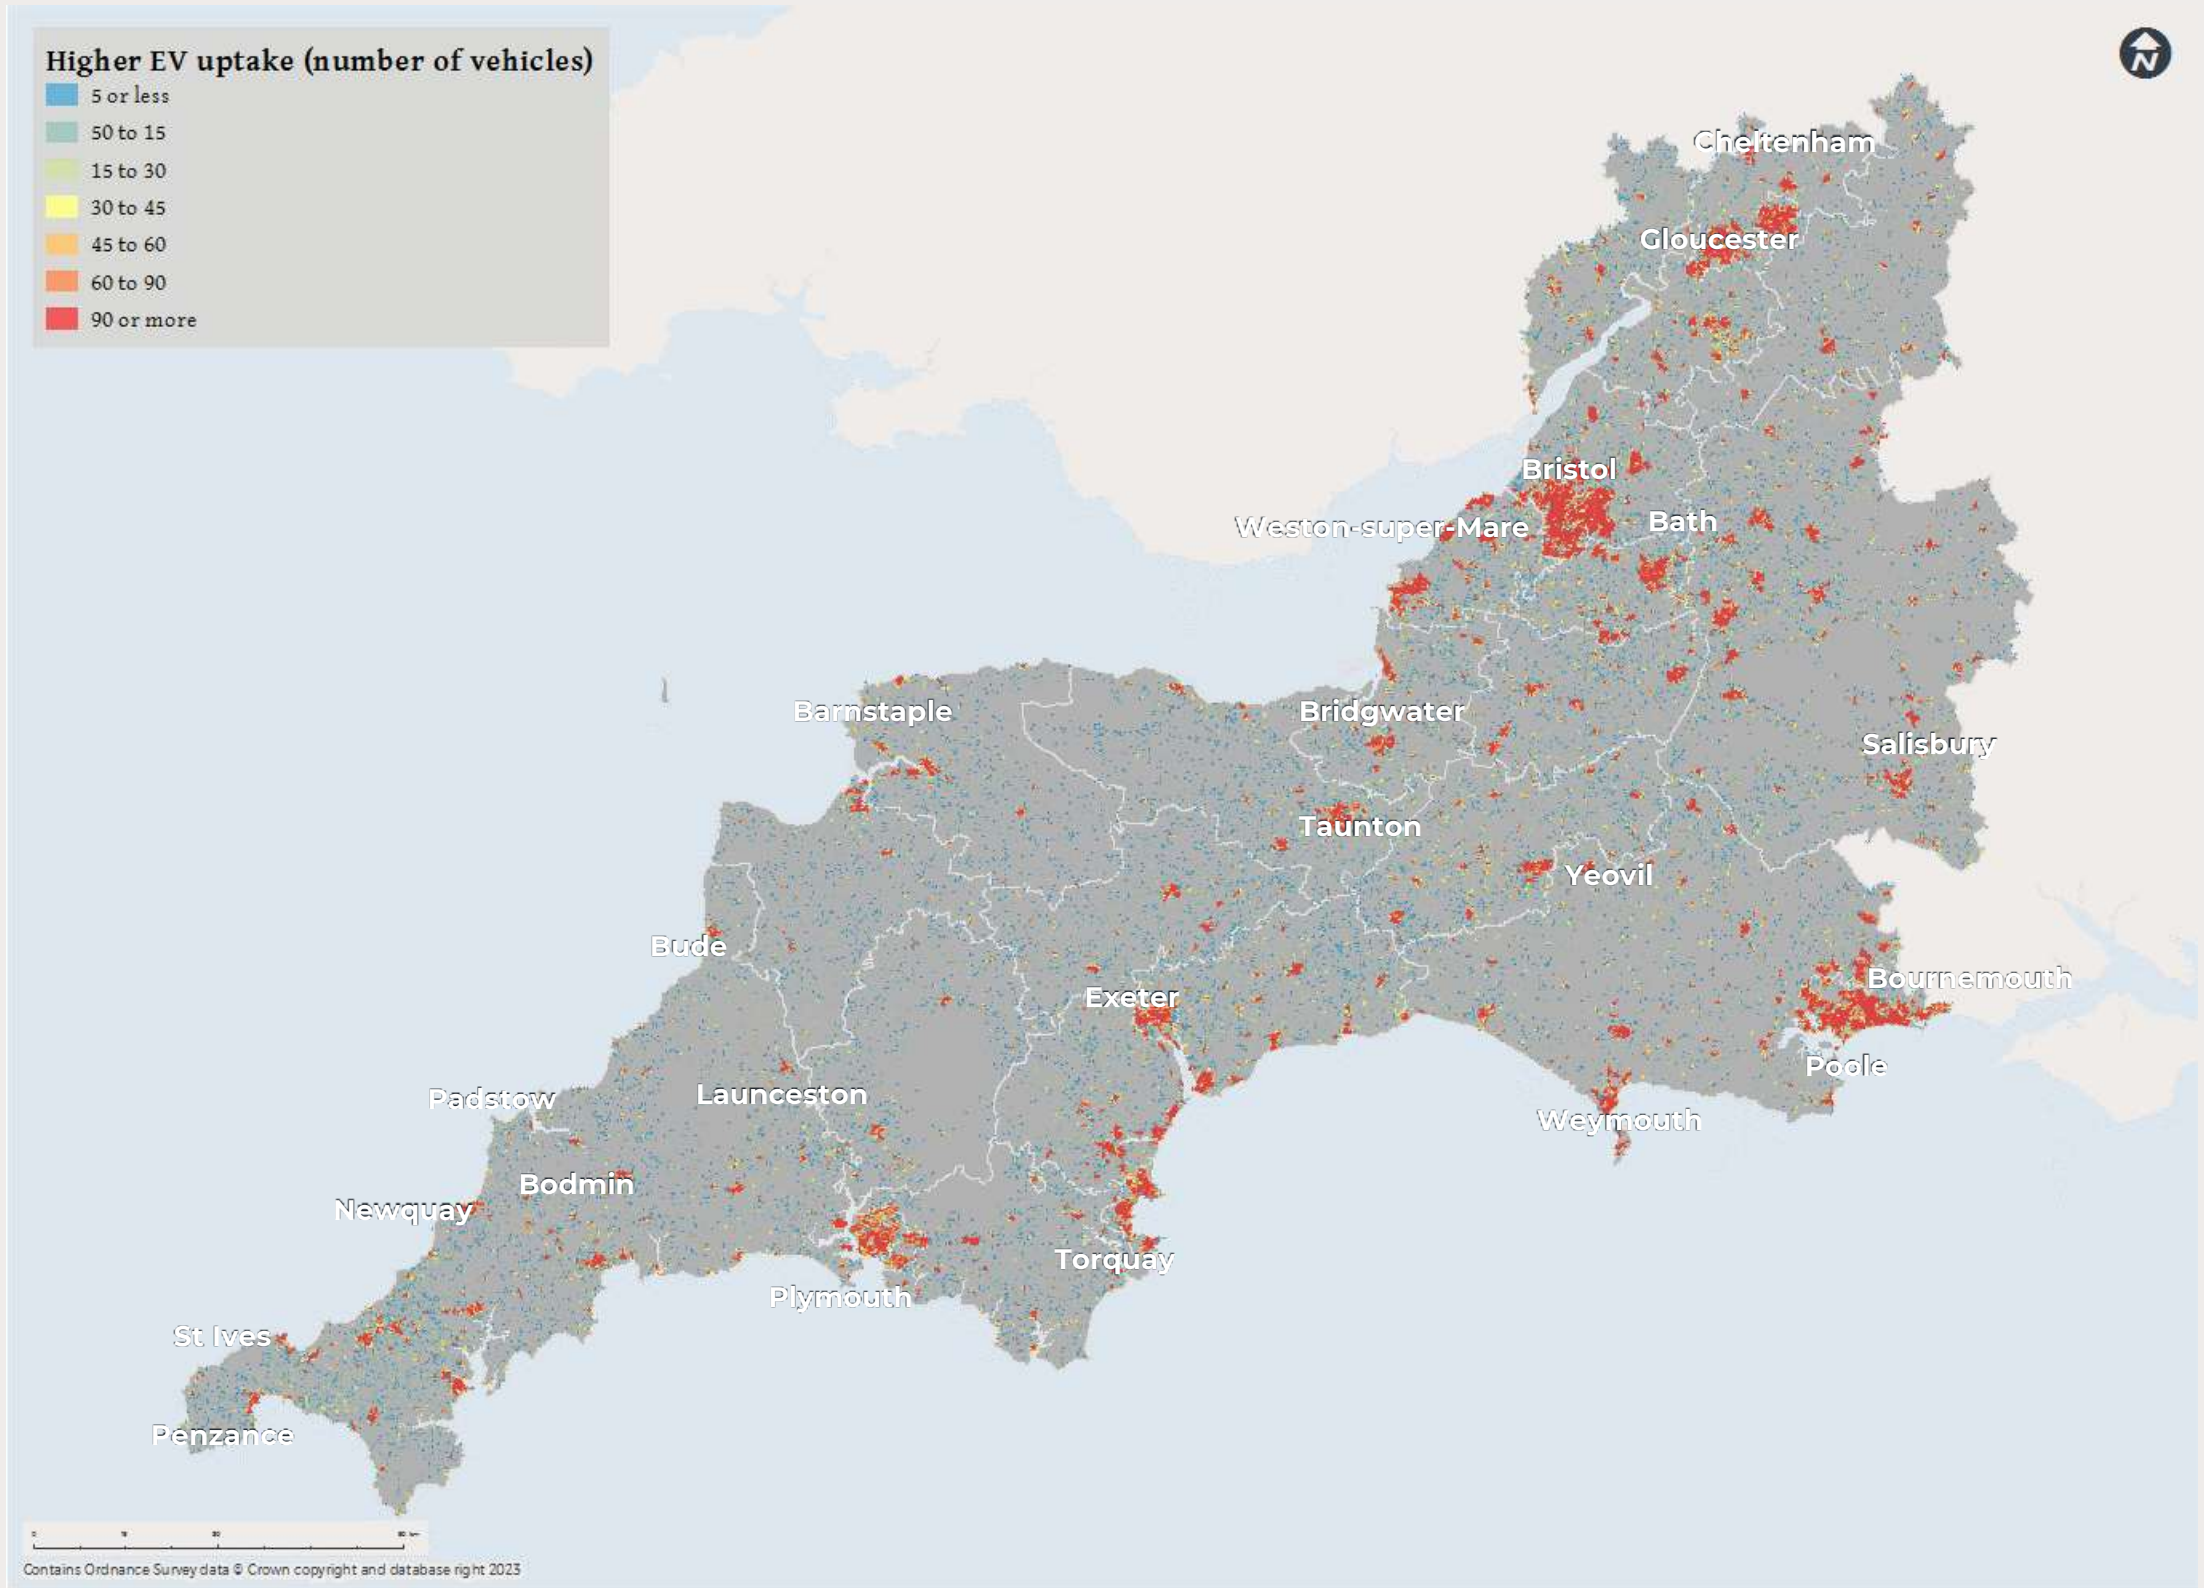 Higher EV uptake (number of vehicles)
5 or less
50 to 15
15 to 30
30 to 45
45 to 60
60 to 90
90 or more
N
Cheltenham
Gloucester
Bristol
Weston-super-Mare
Bath
Barnstaple
Bridgwater
Salisbury
Taunton
Yeovil
Bude
Bournemouth
Exeter
Poole
Launceston
Padstow
Weymouth
Bodmin
Newquay
Torquay
Plymouth
St Ives
Penzance
Contains Ordnance Survey data © Crown copyright and database right 2023